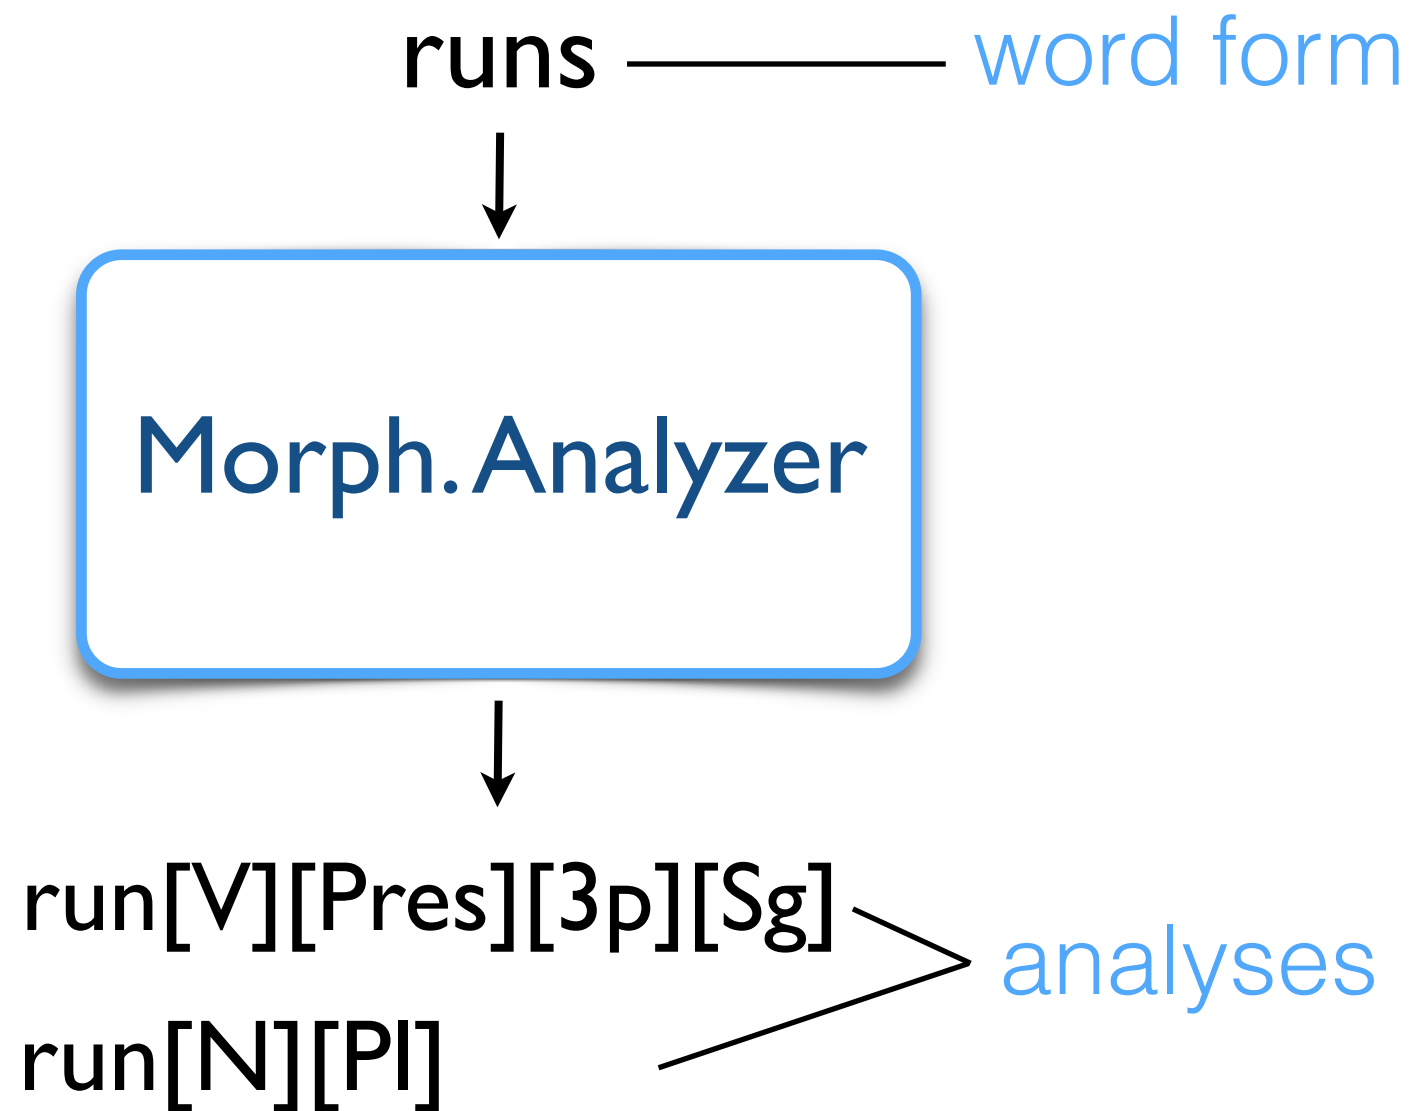 runs
word form
Morph. Analyzer
run[V][Pres][3p][Sg]
analyses
run[N][Pl]